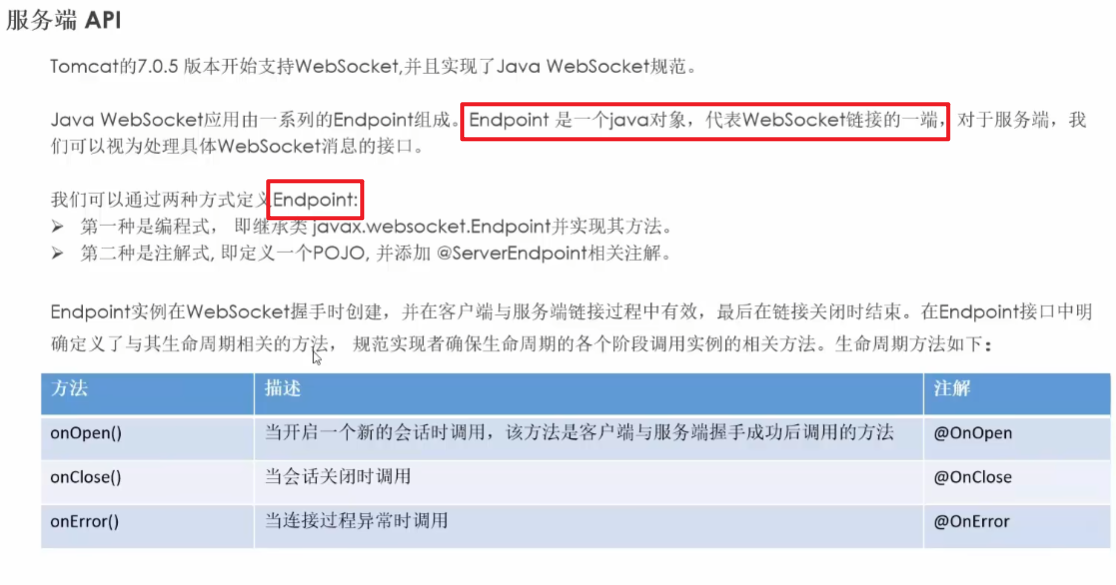 服务端 API
Tomcat的7.0.5 版本开始支持WebSocket,并且实现了Java WebSocket规范。
Java WebSocket应用由一系列的Endpoint组成。Endpoint 是一个java对象，代表WebSocket链接的一端，对于服务端，我
们可以视为处理具体WebSocket消息的接口。
我们可以通过两种方式定义Endpoint:
➢ 第一种是编程式， 即继承类 javax.websocket.Endpoint并实现其方法。
➢ 第二种是注解式, 即定义一个POJO, 并添加 @ServerEndpoint相关注解。
Endpoint实例在WebSocket握手时创建，并在客户端与服务端链接过程中有效，最后在链接关闭时结束。在Endpoint接口中明
确定义了与其生命周期相关的方法， 规范实现者确保生命周期的各个阶段调用实例的相关方法。生命周期方法如下：
方法 描述 注解
onOpen() 当开启一个新的会话时调用，该方法是客户端与服务端握手成功后调用的方法 @OnOpen
onClose() 当会话关闭时调用 @OnClose
onError() 当连接过程异常时调用 @OnError